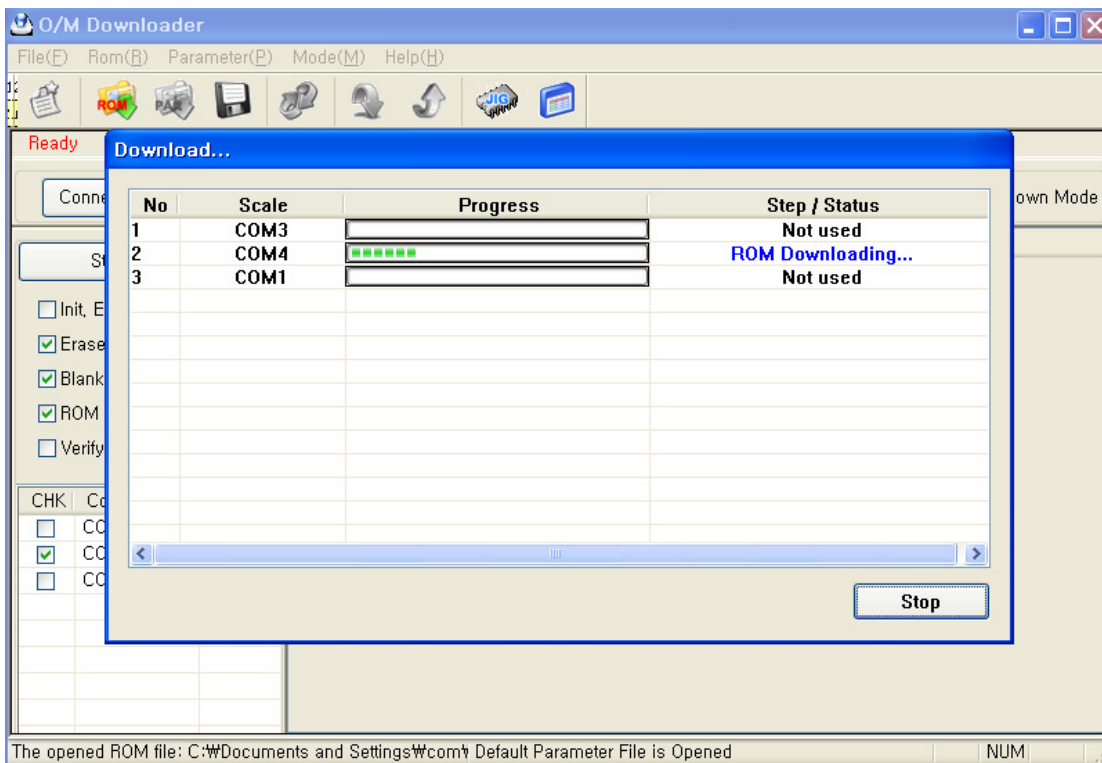 O/M Downloader
File(F) Rom(R) Parameter(P) Mode(M) Help(H)
ROM PAR JIG
Ready
Download...
Conne
own Mode
No Scale Progress Step / Status
1 COM3 Not used
2 COM4 ROM Downloading...
3 COM1 Not used
St
Init, E
Erase
Blank
ROM
Verify
CHK Co
CO
CO
CO
Stop
The opened ROM file: C:₩Documents and Settings₩com₩ Default Parameter File is Opened NUM